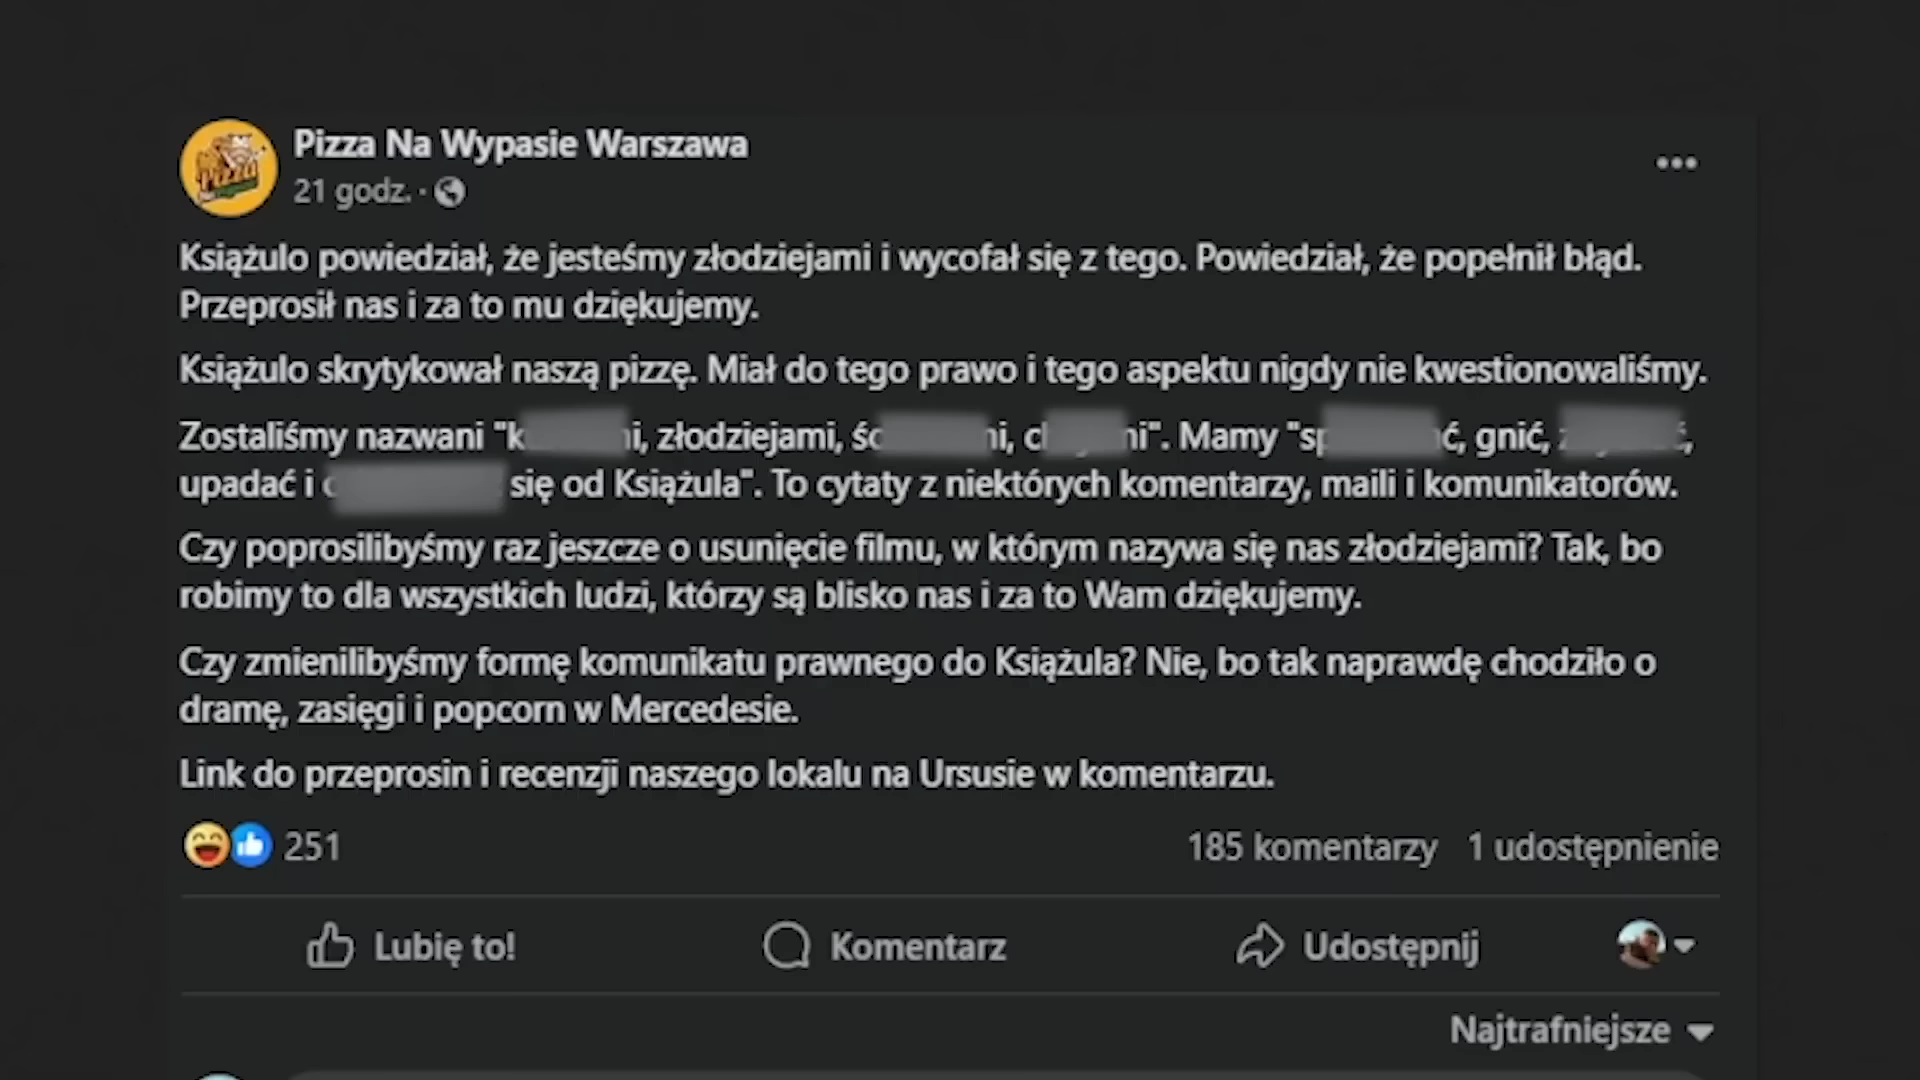 Pizza Na Wypasie Warszawa
21 godz. ·
Książulo powiedział, że jesteśmy złodziejami i wycofał się z tego. Powiedział, że popełnił błąd.
Przeprosił nas i za to mu dziękujemy.
Książulo skrytykował naszą pizzę. Miał do tego prawo i tego aspektu nigdy nie kwestionowaliśmy.
Zostaliśmy nazwani " złodziejami, ". Mamy " gnić,
upadać i się od Książula". To cytaty z niektórych komentarzy, maili i komunikatorów.
Czy poprosilibyśmy raz jeszcze o usunięcie filmu, w którym nazywa się nas złodziejami? Tak, bo
robimy to dla wszystkich ludzi, którzy są blisko nas i za to Wam dziękujemy.
Czy zmienilibyśmy formę komunikatu prawnego do Książula? Nie, bo tak naprawdę chodziło o
dramę, zasięgi i popcorn w Mercedesie.
Link do przeprosin i recenzji naszego lokalu na Ursusie w komentarzu.
251 185 komentarzy 1 udostępnienie
Lubię to! Komentarz Udostępnij
Najtrafniejsze